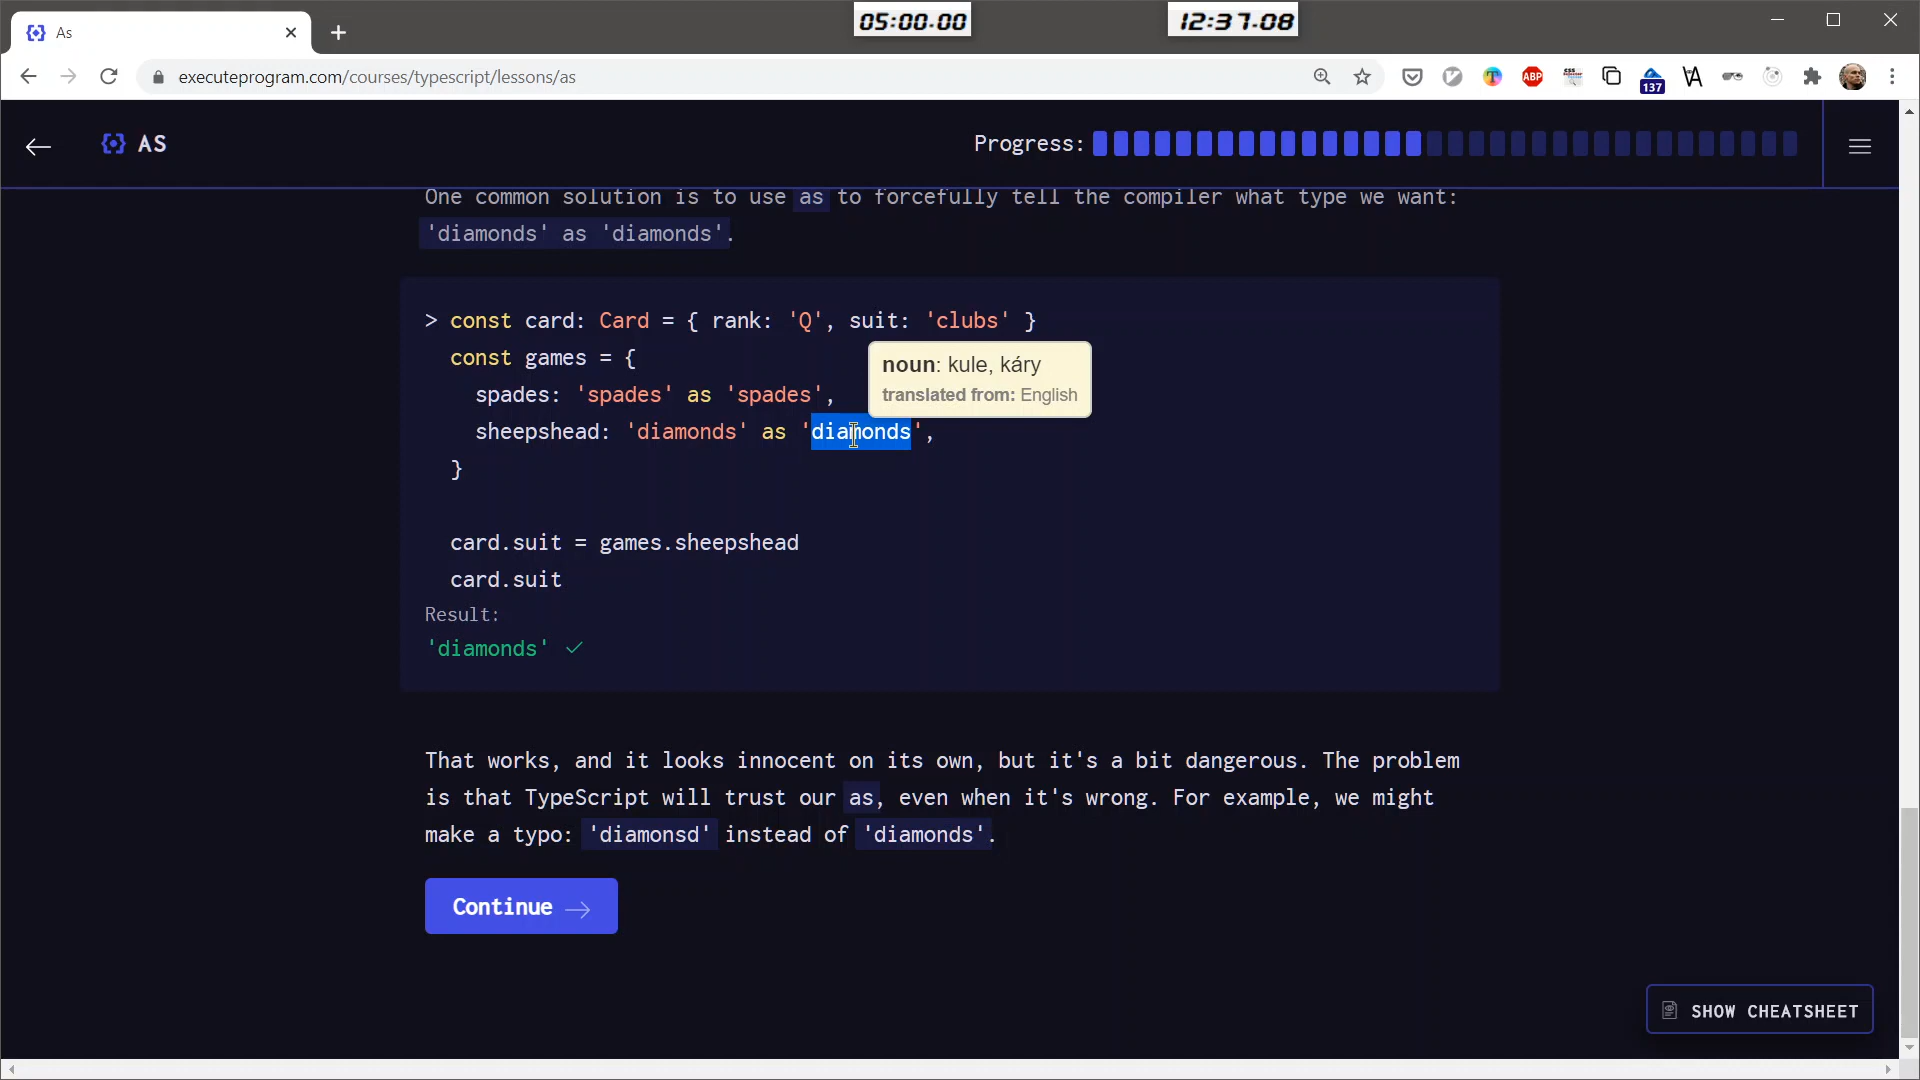 As
05:00.00
12:37.08
executeprogram.com/courses/typescript/lessons/as
ABP
137
AS
Progress:
One common solution is to use as to forcefully tell the compiler what type we want:
'diamonds' as 'diamonds'.
> const card: Card = { rank: 'Q', suit: 'clubs' }
const games = {
noun: kule, káry
translated from: English
spades: 'spades' as 'spades',
sheepshead: 'diamonds' as 'diamonds',
}
card.suit = games.sheepshead
card.suit
Result:
'diamonds' ✓
That works, and it looks innocent on its own, but it's a bit dangerous. The problem
is that TypeScript will trust our as, even when it's wrong. For example, we might
make a typo: 'diamonsd' instead of 'diamonds'.
Continue →
SHOW CHEATSHEET